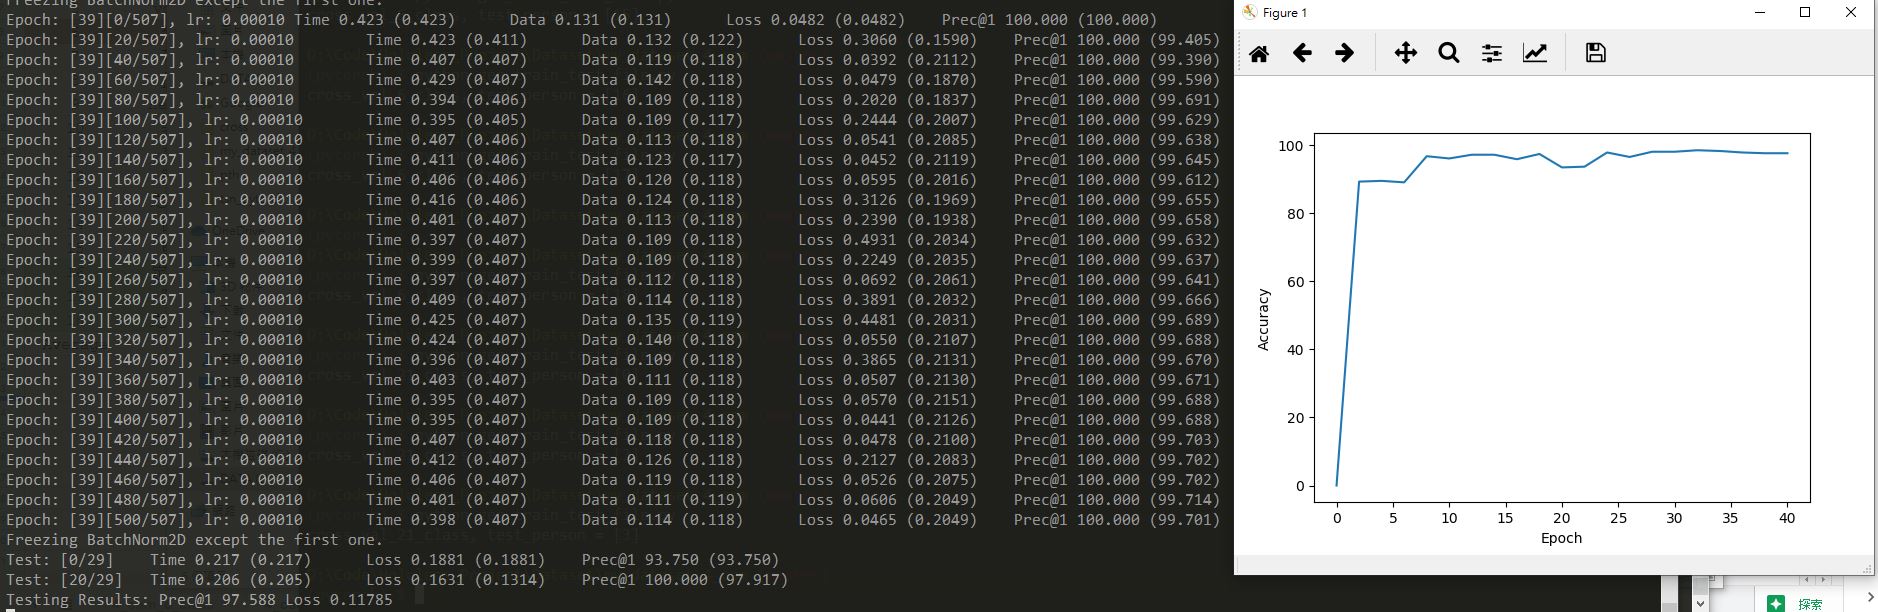 Freezing BatchNorm2D except the first one.
Epoch: [39][0/507], lr: 0.00010 Time 0.423 (0.423) Data 0.131 (0.131) Loss 0.0482 (0.0482) Prec@1 100.000 (100.000)
Epoch: [39][20/507], lr: 0.00010 Time 0.423 (0.411) Data 0.132 (0.122) Loss 0.3060 (0.1590) Prec@1 100.000 (99.405)
Epoch: [39][40/507], lr: 0.00010 Time 0.407 (0.407) Data 0.119 (0.118) Loss 0.0392 (0.2112) Prec@1 100.000 (99.390)
Epoch: [39][60/507], lr: 0.00010 Time 0.429 (0.407) Data 0.142 (0.118) Loss 0.0479 (0.1870) Prec@1 100.000 (99.590)
Epoch: [39][80/507], lr: 0.00010 Time 0.394 (0.406) Data 0.109 (0.118) Loss 0.2020 (0.1837) Prec@1 100.000 (99.691)
Epoch: [39][100/507], lr: 0.00010 Time 0.395 (0.405) Data 0.109 (0.117) Loss 0.2444 (0.2007) Prec@1 100.000 (99.629)
Epoch: [39][120/507], lr: 0.00010 Time 0.407 (0.406) Data 0.113 (0.118) Loss 0.0541 (0.2085) Prec@1 100.000 (99.638)
Epoch: [39][140/507], lr: 0.00010 Time 0.411 (0.406) Data 0.123 (0.117) Loss 0.0452 (0.2119) Prec@1 100.000 (99.645)
Epoch: [39][160/507], lr: 0.00010 Time 0.406 (0.406) Data 0.120 (0.118) Loss 0.0595 (0.2016) Prec@1 100.000 (99.612)
Epoch: [39][180/507], lr: 0.00010 Time 0.416 (0.406) Data 0.124 (0.118) Loss 0.3126 (0.1969) Prec@1 100.000 (99.655)
Epoch: [39][200/507], lr: 0.00010 Time 0.401 (0.407) Data 0.113 (0.118) Loss 0.2390 (0.1938) Prec@1 100.000 (99.658)
Epoch: [39][220/507], lr: 0.00010 Time 0.397 (0.407) Data 0.109 (0.118) Loss 0.4931 (0.2034) Prec@1 100.000 (99.632)
Epoch: [39][240/507], lr: 0.00010 Time 0.399 (0.407) Data 0.109 (0.118) Loss 0.2249 (0.2035) Prec@1 100.000 (99.637)
Epoch: [39][260/507], lr: 0.00010 Time 0.397 (0.407) Data 0.112 (0.118) Loss 0.0692 (0.2061) Prec@1 100.000 (99.641)
Epoch: [39][280/507], lr: 0.00010 Time 0.409 (0.407) Data 0.114 (0.118) Loss 0.3891 (0.2032) Prec@1 100.000 (99.666)
Epoch: [39][300/507], lr: 0.00010 Time 0.425 (0.407) Data 0.135 (0.119) Loss 0.4481 (0.2031) Prec@1 100.000 (99.689)
Epoch: [39][320/507], lr: 0.00010 Time 0.424 (0.407) Data 0.140 (0.118) Loss 0.0550 (0.2107) Prec@1 100.000 (99.688)
Epoch: [39][340/507], lr: 0.00010 Time 0.396 (0.407) Data 0.109 (0.118) Loss 0.3865 (0.2131) Prec@1 100.000 (99.670)
Epoch: [39][360/507], lr: 0.00010 Time 0.403 (0.407) Data 0.111 (0.118) Loss 0.0507 (0.2130) Prec@1 100.000 (99.671)
Epoch: [39][380/507], lr: 0.00010 Time 0.395 (0.407) Data 0.109 (0.118) Loss 0.0570 (0.2151) Prec@1 100.000 (99.688)
Epoch: [39][400/507], lr: 0.00010 Time 0.395 (0.407) Data 0.109 (0.118) Loss 0.0441 (0.2126) Prec@1 100.000 (99.688)
Epoch: [39][420/507], lr: 0.00010 Time 0.407 (0.407) Data 0.118 (0.118) Loss 0.0478 (0.2100) Prec@1 100.000 (99.703)
Epoch: [39][440/507], lr: 0.00010 Time 0.412 (0.407) Data 0.126 (0.118) Loss 0.2127 (0.2083) Prec@1 100.000 (99.702)
Epoch: [39][460/507], lr: 0.00010 Time 0.406 (0.407) Data 0.119 (0.118) Loss 0.0526 (0.2075) Prec@1 100.000 (99.702)
Epoch: [39][480/507], lr: 0.00010 Time 0.401 (0.407) Data 0.111 (0.119) Loss 0.0606 (0.2049) Prec@1 100.000 (99.714)
Epoch: [39][500/507], lr: 0.00010 Time 0.398 (0.407) Data 0.114 (0.118) Loss 0.0465 (0.2049) Prec@1 100.000 (99.701)
Freezing BatchNorm2D except the first one.
Test: [0/29] Time 0.217 (0.217) Loss 0.1881 (0.1881) Prec@1 93.750 (93.750)
Test: [20/29] Time 0.206 (0.205) Loss 0.1631 (0.1314) Prec@1 100.000 (97.917)
Testing Results: Prec@1 97.588 Loss 0.11785
Figure 1
100
80
60
40
20
0
Accuracy
0 5 10 15 20 25 30 35 40
Epoch
探索